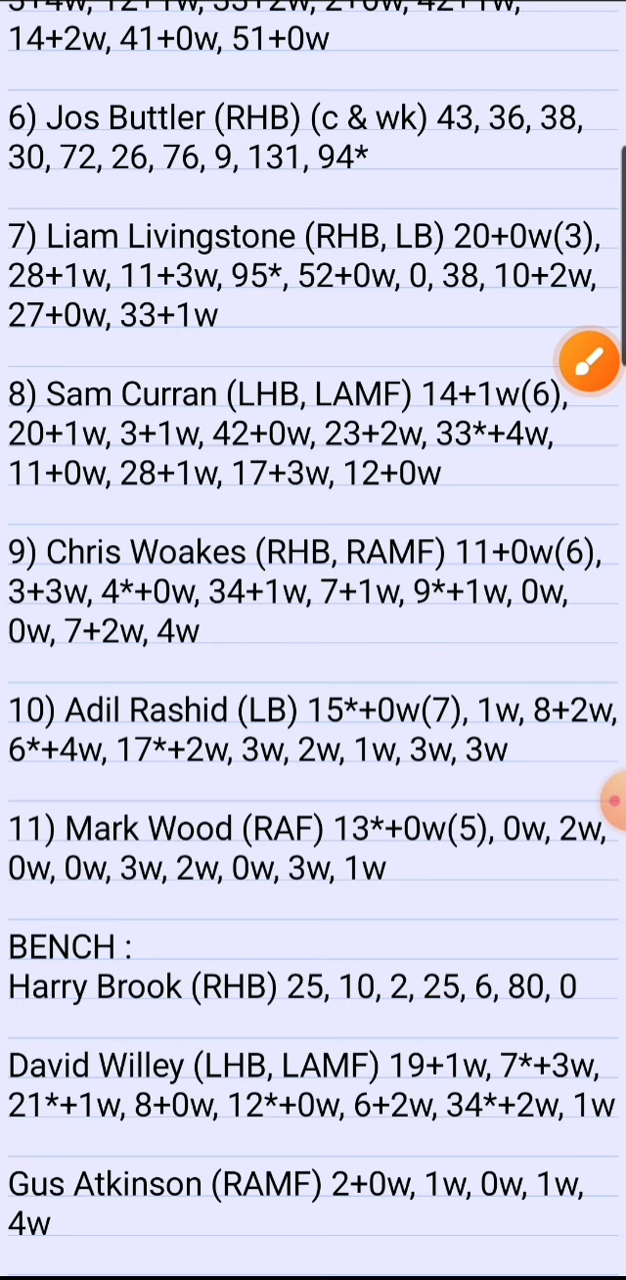 14+2w, 41+0w, 51+0w
6) Jos Buttler (RHB) (c & wk) 43, 36, 38,
30, 72, 26, 76, 9, 131, 94*
7) Liam Livingstone (RHB, LB) 20+0w(3),
28+1w, 11+3w, 95*, 52+0w, 0, 38, 10+2w,
27+0w, 33+1w
8) Sam Curran (LHB, LAMF) 14+1w(6),
20+1w, 3+1w, 42+0w, 23+2w, 33*+4w,
11+0w, 28+1w, 17+3w, 12+0w
9) Chris Woakes (RHB, RAMF) 11+0w(6),
3+3w, 4*+0w, 34+1w, 7+1w, 9*+1w, 0w,
0w, 7+2w, 4w
10) Adil Rashid (LB) 15*+0w(7), 1w, 8+2w,
6*+4w, 17*+2w, 3w, 2w, 1w, 3w, 3w
11) Mark Wood (RAF) 13*+0w(5), 0w, 2w,
0w, 0w, 3w, 2w, 0w, 3w, 1w
BENCH :
Harry Brook (RHB) 25, 10, 2, 25, 6, 80, 0
David Willey (LHB, LAMF) 19+1w, 7*+3w,
21*+1w, 8+0w, 12*+0w, 6+2w, 34*+2w, 1w
Gus Atkinson (RAMF) 2+0w, 1w, 0w, 1w,
4w